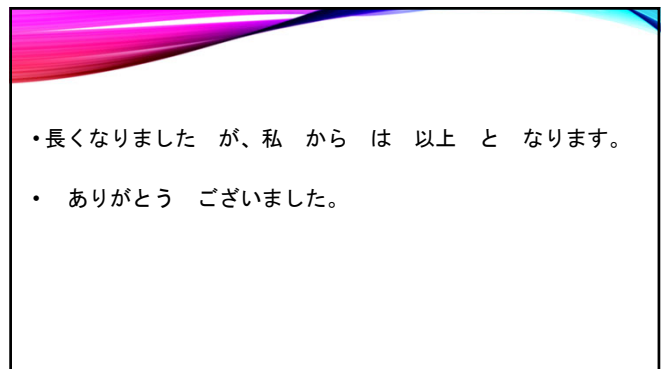 •長くなりました　が、私　から　は　以上　と　なります。
•　ありがとう　ございました。